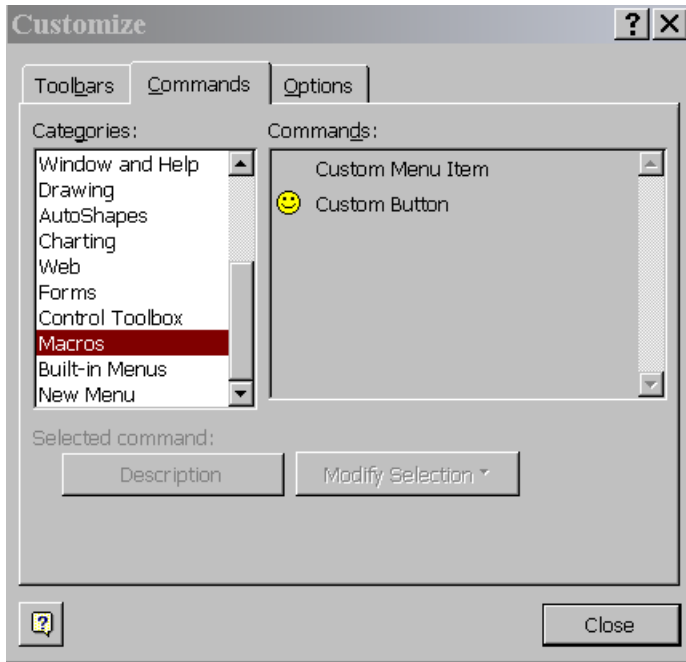 Customize
Toolbars Commands Options
Categories: Commands:
Window and Help
Drawing
AutoShapes
Charting
Web
Forms
Control Toolbox
Macros
Built-in Menus
New Menu
Custom Menu Item
Custom Button
Selected command:
Description Modify Selection
Close